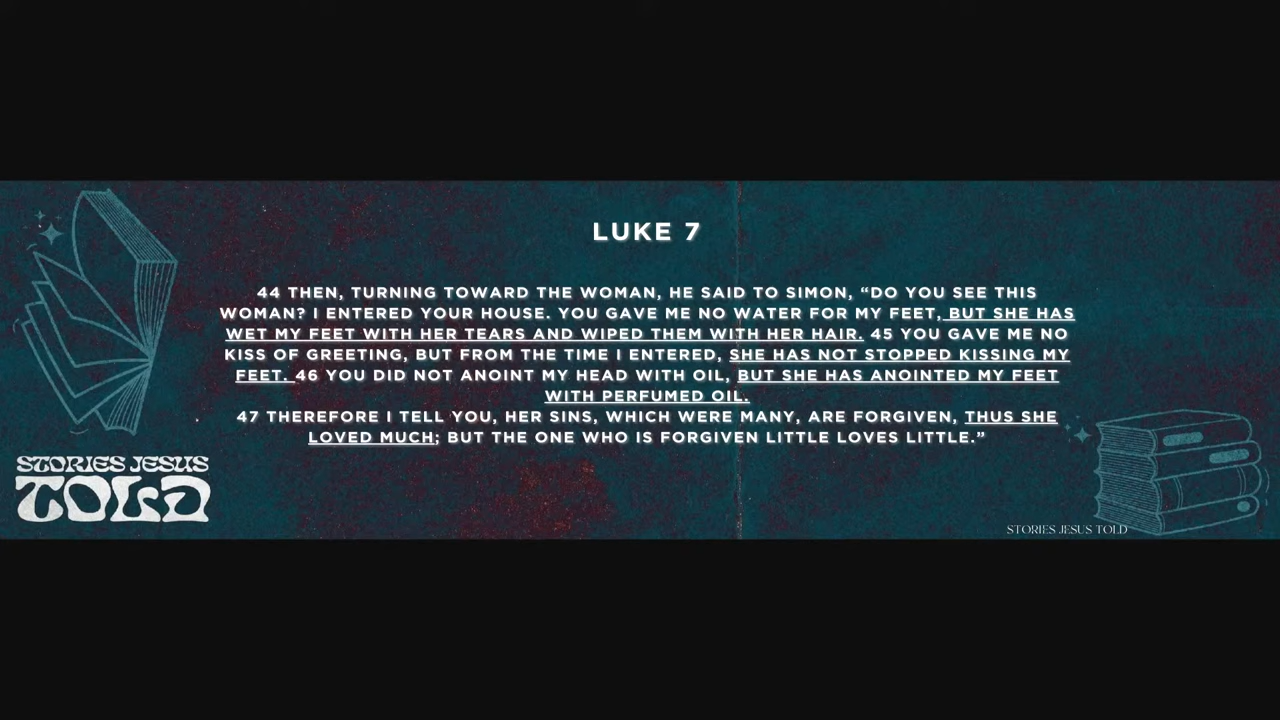 LUKE 7
44 THEN, TURNING TOWARD THE WOMAN, HE SAID TO SIMON, “DO YOU SEE THIS
WOMAN? I ENTERED YOUR HOUSE. YOU GAVE ME NO WATER FOR MY FEET, BUT SHE HAS
WET MY FEET WITH HER TEARS AND WIPED THEM WITH HER HAIR. 45 YOU GAVE ME NO
KISS OF GREETING, BUT FROM THE TIME I ENTERED, SHE HAS NOT STOPPED KISSING MY
FEET. 46 YOU DID NOT ANOINT MY HEAD WITH OIL, BUT SHE HAS ANOINTED MY FEET
WITH PERFUMED OIL.
47 THEREFORE I TELL YOU, HER SINS, WHICH WERE MANY, ARE FORGIVEN, THUS SHE
LOVED MUCH; BUT THE ONE WHO IS FORGIVEN LITTLE LOVES LITTLE.”
STORIES JESUS
TOLD
STORIES JESUS TOLD